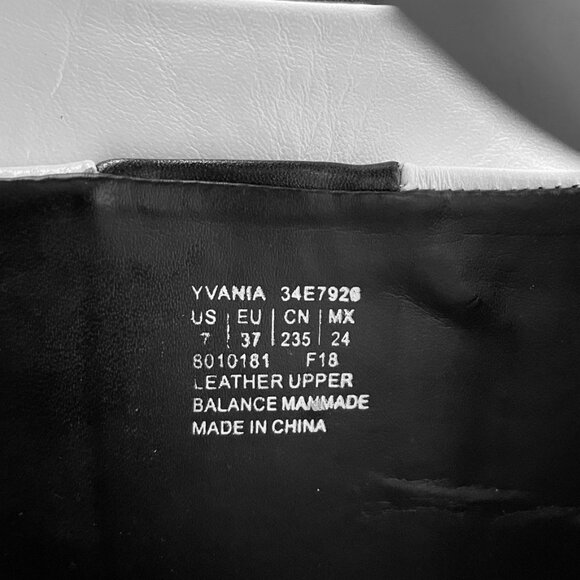 YVANIA 34E7926
US | EU | CN | MX
7 | 37 | 235 | 24
8010181 F18
LEATHER UPPER
BALANCE MANMADE
MADE IN CHINA